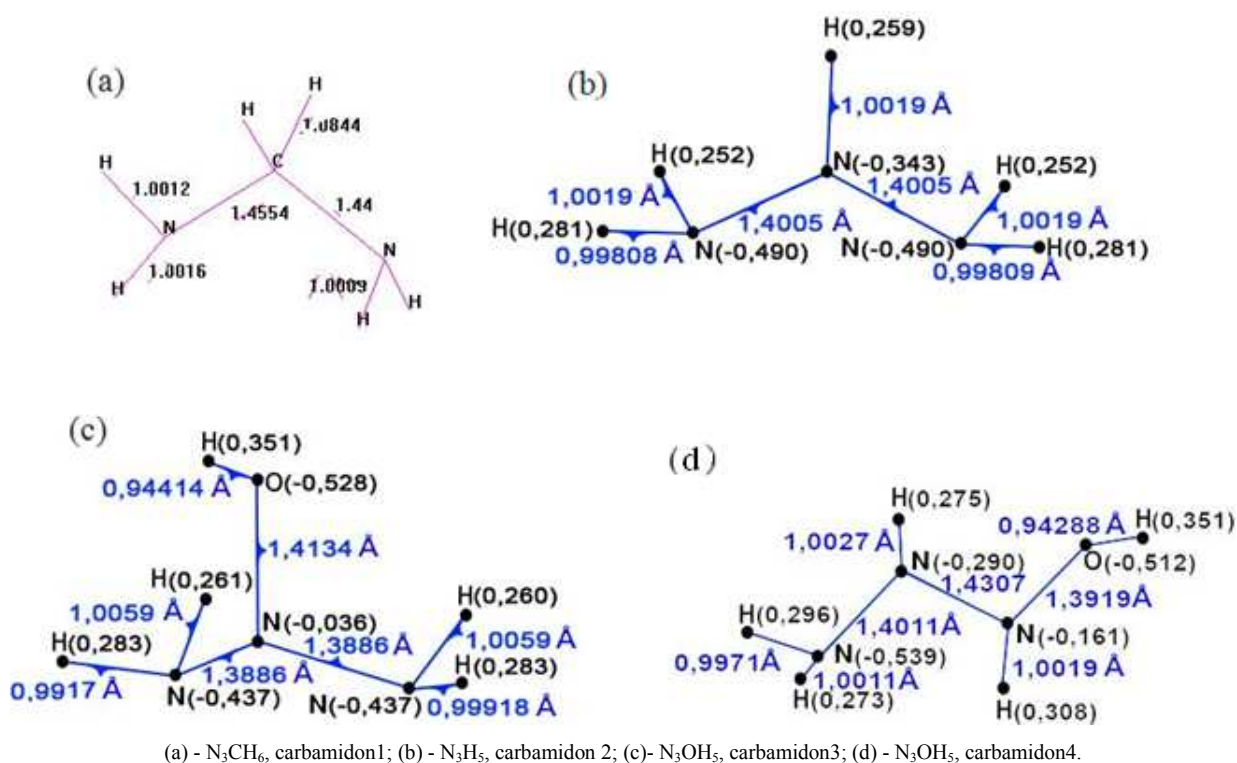 (a)
H
H
1.0844
H
C
1.0012
1.44
N
1.4554
N
1.0016
1.0009
H
H
H
(b)
H(0,259)
1,0019 Å
H(0,252)
N(-0,343)
H(0,252)
1,0019 Å
1,4005 Å
1,4005 Å
1,0019 Å
H(0,281)
N(-0,490)
N(-0,490)
H(0,281)
0,99808 Å
0,99809 Å
(c)
H(0,351)
0,94414 Å
O(-0,528)
1,4134 Å
H(0,261)
H(0,260)
1,0059 Å
N(-0,036)
1,0059 Å
H(0,283)
1,3886 Å
H(0,283)
1,3886 Å
0,9917 Å
N(-0,437)
N(-0,437)
0,99918 Å
(d)
H(0,275)
0,94288 Å
H(0,351)
1,0027 Å
N(-0,290)
O(-0,512)
1,4307
1,3919Å
H(0,296)
1,4011Å
N(-0,161)
0,9971Å
N(-0,539)
1,0019 Å
1,0011Å
H(0,273)
H(0,308)
(a) - N₃CH₆, carbamidon1; (b) - N₃H₅, carbamidon 2; (c)- N₃OH₅, carbamidon3; (d) - N₃OH₅, carbamidon4.